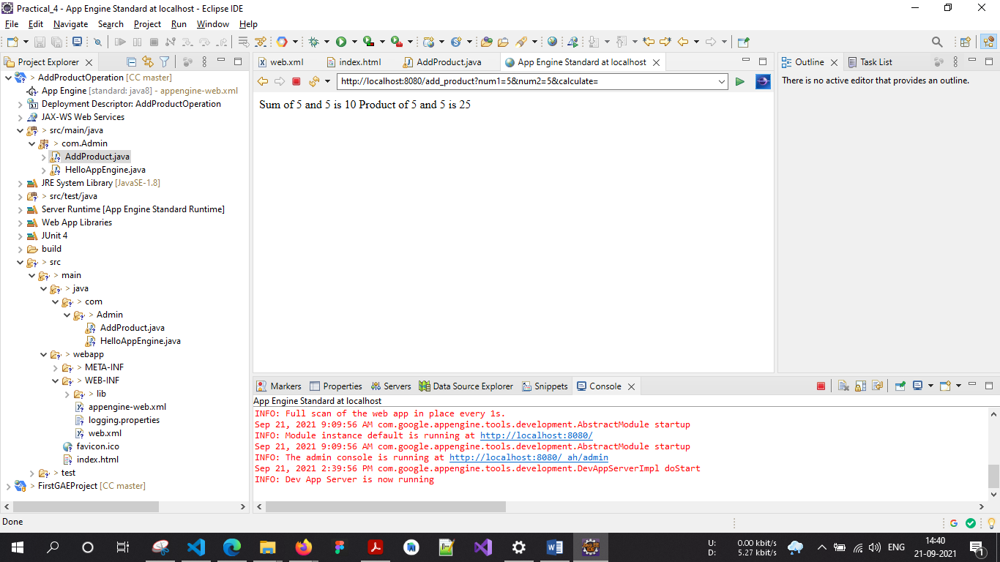 Practical_4 - App Engine Standard at localhost - Eclipse IDE
File Edit Navigate Search Project Run Window Help
Project Explorer
> AddProductOperation [CC master]
App Engine [standard: java8] - appengine-web.xml
Deployment Descriptor: AddProductOperation
JAX-WS Web Services
> src/main/java
> com.Admin
AddProduct.java
HelloAppEngine.java
JRE System Library [JavaSE-1.8]
> src/test/java
Server Runtime [App Engine Standard Runtime]
Web App Libraries
JUnit 4
build
> src
> main
> java
> com
> Admin
AddProduct.java
HelloAppEngine.java
> webapp
> META-INF
> WEB-INF
> lib
appengine-web.xml
logging.properties
web.xml
favicon.ico
index.html
> test
> FirstGAEProject [CC master]
web.xml index.html AddProduct.java App Engine Standard at localhost
http://localhost:8080/add_product?num1=5&num2=5&calculate=
Sum of 5 and 5 is 10 Product of 5 and 5 is 25
Outline Task List
There is no active editor that provides an outline.
Markers Properties Servers Data Source Explorer Snippets Console
App Engine Standard at localhost
INFO: Full scan of the web app in place every 1s.
Sep 21, 2021 9:09:56 AM com.google.appengine.tools.development.AbstractModule startup
INFO: Module instance default is running at http://localhost:8080/
Sep 21, 2021 9:09:56 AM com.google.appengine.tools.development.AbstractModule startup
INFO: The admin console is running at http://localhost:8080/_ah/admin
Sep 21, 2021 2:39:56 PM com.google.appengine.tools.development.DevAppServerImpl doStart
INFO: Dev App Server is now running
Done
U: 0.00 kbit/s
D: 5.27 kbit/s
ENG
14:40
21-09-2021
1